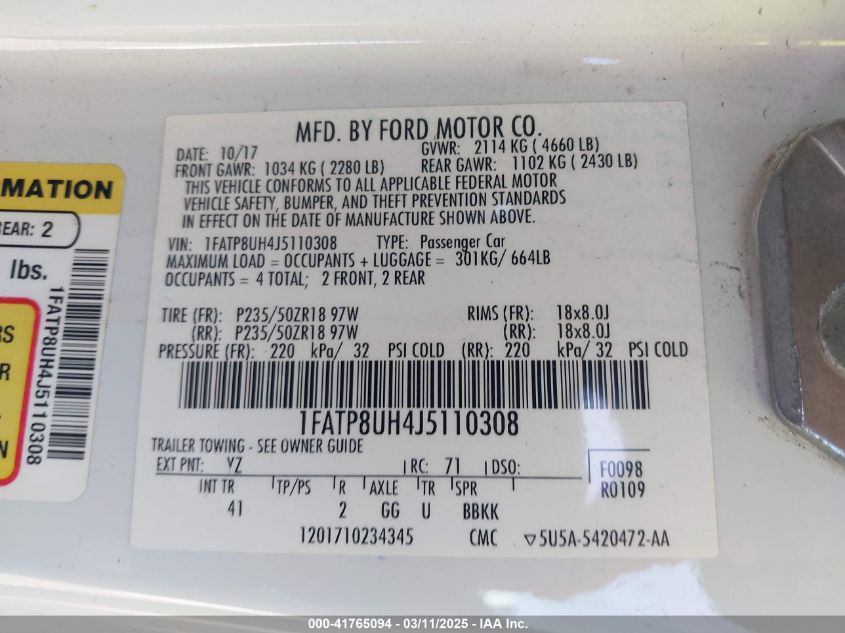 MFD. BY FORD MOTOR CO.
DATE: 10/17 GVWR: 2114 KG ( 4660 LB)
FRONT GAWR: 1034 KG ( 2280 LB) REAR GAWR: 1102 KG ( 2430 LB)
THIS VEHICLE CONFORMS TO ALL APPLICABLE FEDERAL MOTOR
VEHICLE SAFETY, BUMPER, AND THEFT PREVENTION STANDARDS
IN EFFECT ON THE DATE OF MANUFACTURE SHOWN ABOVE.
VIN: 1FATP8UH4J5110308 TYPE: Passenger Car
MAXIMUM LOAD = OCCUPANTS + LUGGAGE = 301KG/ 664LB
OCCUPANTS = 4 TOTAL; 2 FRONT, 2 REAR
TIRE (FR): P235/50ZR18 97W RIMS (FR): 18x8.0J
(RR): P235/50ZR18 97W (RR): 18x8.0J
PRESSURE (FR): 220 kPa/ 32 PSI COLD (RR): 220 kPa/ 32 PSI COLD
1FATP8UH4J5110308
TRAILER TOWING - SEE OWNER GUIDE
EXT PNT: YZ RC: 71 DSO: F0098
R0109
INT TR TP/PS R AXLE TR SPR
41 2 GG U BBKK
1201710234345 CMC ▽5U5A-5420472-AA
RMATION
REAR: 2
lbs.
1FATP8UH4J5110308
RS
R
N
000-41765094 - 03/11/2025 - IAA Inc.